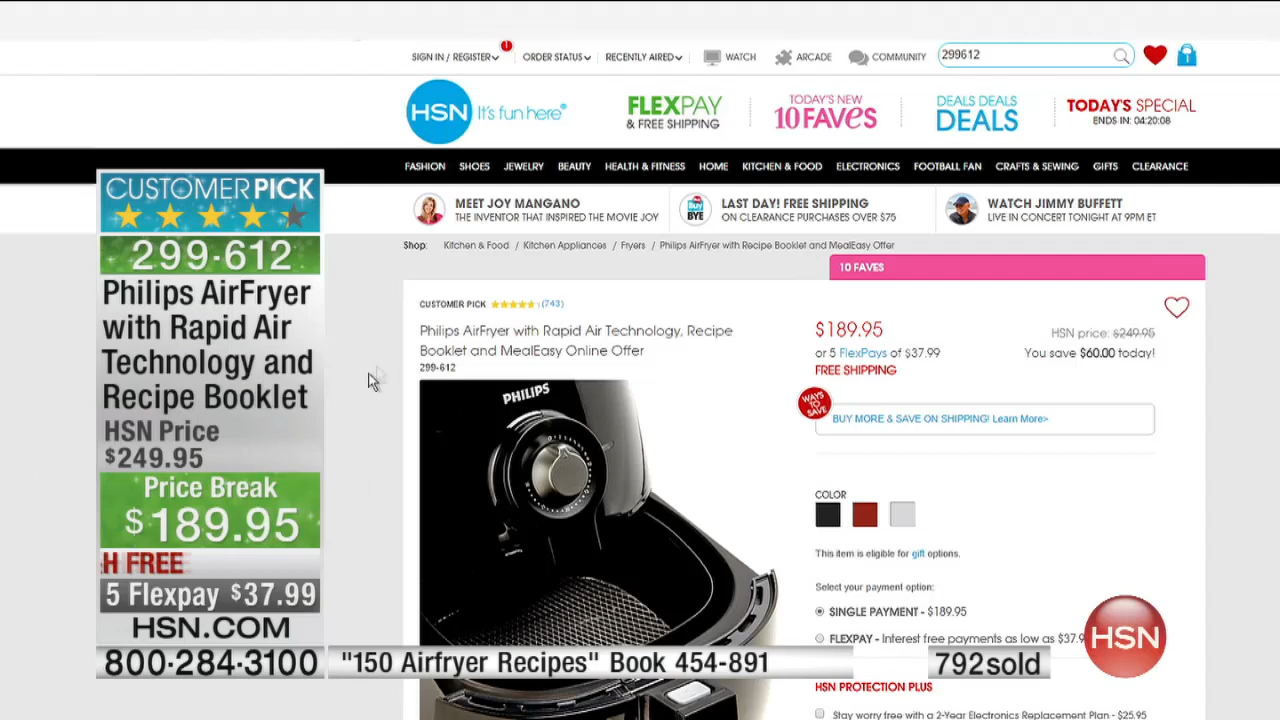 SIGN IN / REGISTER
1
ORDER STATUS
RECENTLY AIRED
WATCH
ARCADE
COMMUNITY
299612
1
HSN It's fun here®
FLEXPAY
& FREE SHIPPING
TODAY'S NEW
10 FAVES
DEALS DEALS
DEALS
TODAY'S SPECIAL
ENDS IN: 04:20:08
FASHION SHOES JEWELRY BEAUTY HEALTH & FITNESS HOME KITCHEN & FOOD ELECTRONICS FOOTBALL FAN CRAFTS & SEWING GIFTS CLEARANCE
MEET JOY MANGANO
THE INVENTOR THAT INSPIRED THE MOVIE JOY
BUY BYE
LAST DAY! FREE SHIPPING
ON CLEARANCE PURCHASES OVER $75
WATCH JIMMY BUFFETT
LIVE IN CONCERT TONIGHT AT 9PM ET
Shop: Kitchen & Food / Kitchen Appliances / Fryers / Philips AirFryer with Recipe Booklet and MealEasy Offer
10 FAVES
CUSTOMER PICK (743)
Philips AirFryer with Rapid Air Technology, Recipe
Booklet and MealEasy Online Offer
299-612
PHILIPS
$189.95
HSN price: $249.95
or 5 FlexPays of $37.99
You save $60.00 today!
FREE SHIPPING
WAYS TO SAVE
BUY MORE & SAVE ON SHIPPING! Learn More>
COLOR
This item is eligible for gift options.
Select your payment option:
SINGLE PAYMENT - $189.95
FLEXPAY - Interest free payments as low as $37.9
HSN PROTECTION PLUS
Stay worry free with a 2-Year Electronics Replacement Plan - $25.95
CUSTOMER PICK
299-612
Philips AirFryer
with Rapid Air
Technology and
Recipe Booklet
HSN Price
$249.95
Price Break
$189.95
H FREE
5 Flexpay $37.99
HSN.COM
800-284-3100
"150 Airfryer Recipes" Book 454-891
792 sold
HSN